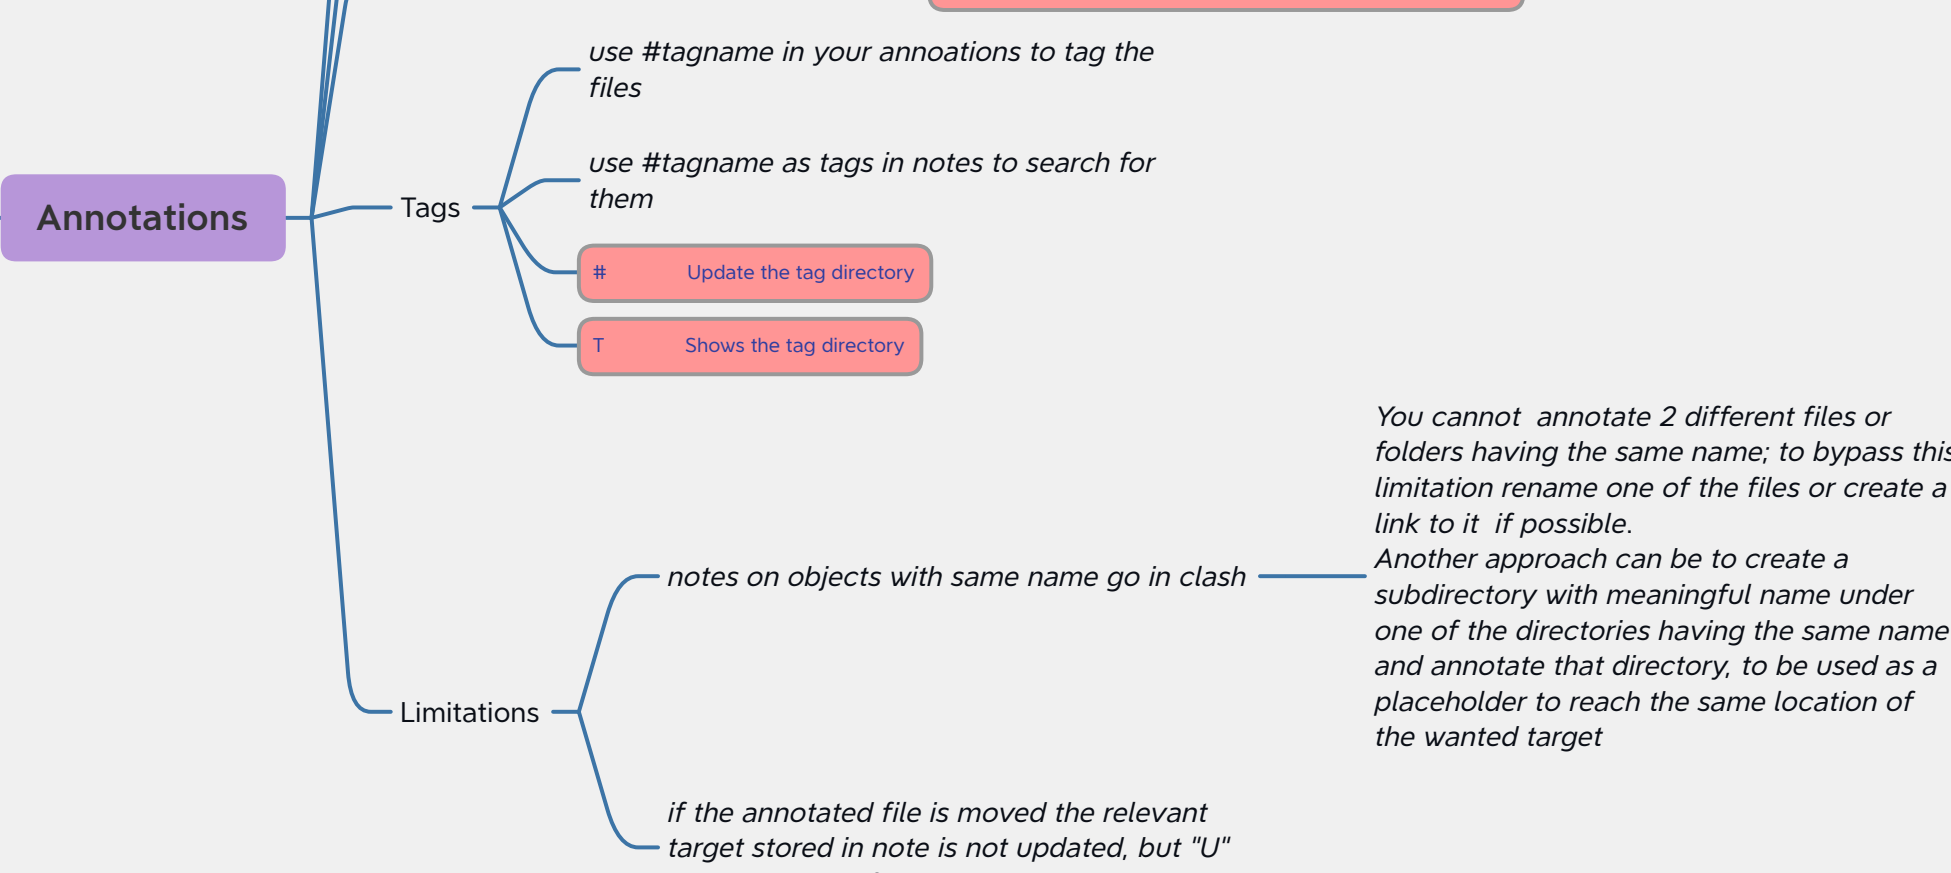 use #tagname in your annoations to tag the
files
use #tagname as tags in notes to search for
them
Annotations
Tags
# Update the tag directory
T Shows the tag directory
You cannot  annotate 2 different files or
folders having the same name; to bypass this
limitation rename one of the files or create a
link to it  if possible.
Another approach can be to create a
subdirectory with meaningful name under
one of the directories having the same name
and annotate that directory, to be used as a
placeholder to reach the same location of
the wanted target
notes on objects with same name go in clash
Limitations
if the annotated file is moved the relevant
target stored in note is not updated, but "U"